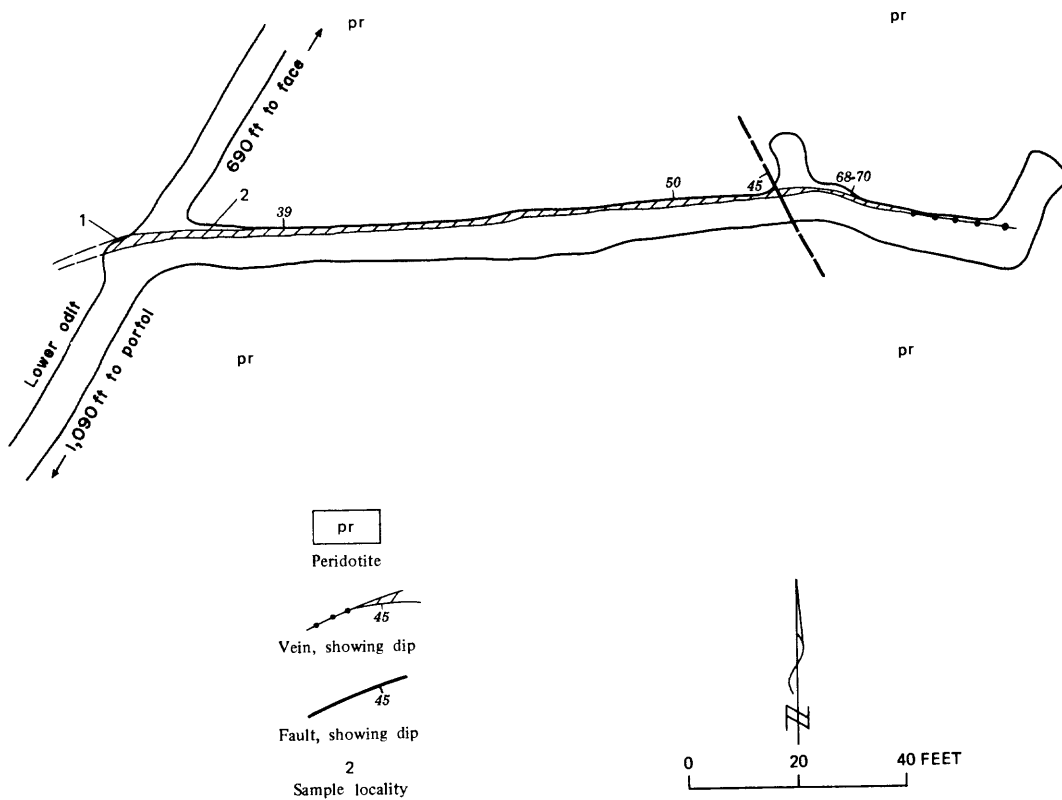 pr
pr
690 ft to face
1
2
39
50
45
68-70
Lower adit
1,090 ft to portal
pr
pr
pr
Peridotite
45
Vein, showing dip
45
Fault, showing dip
2
Sample locality
N
0 20 40 FEET